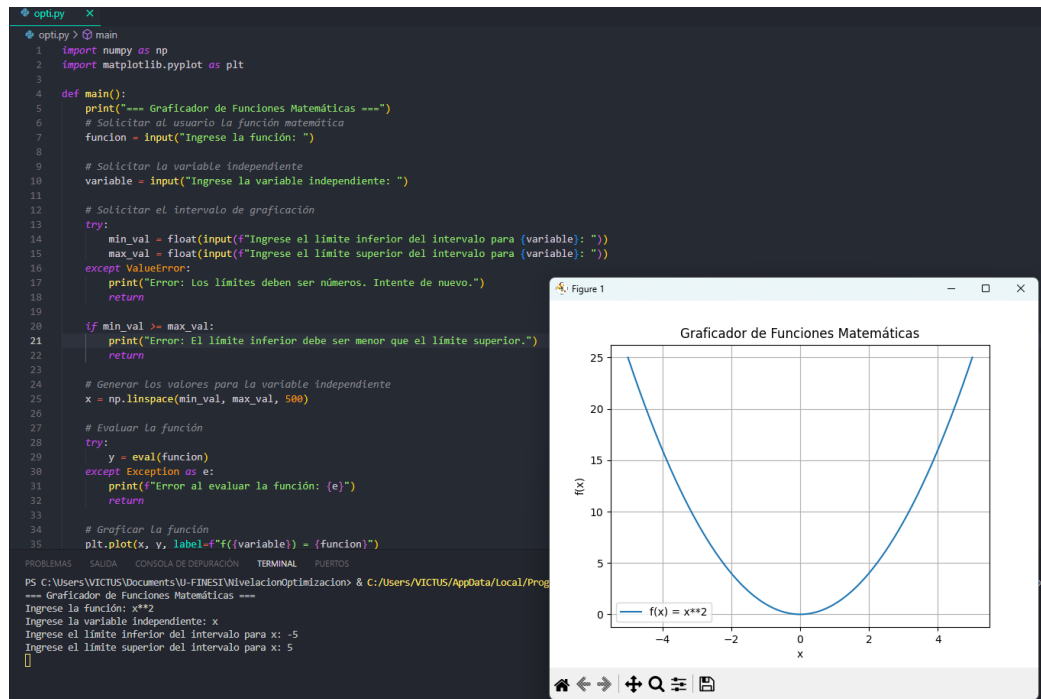 opti.py ×
opti.py > main
1 import numpy as np
2 import matplotlib.pyplot as plt
3
4 def main():
5 print("=== Graficador de Funciones Matemáticas ===")
6 # Solicitar al usuario la función matemática
7 funcion = input("Ingrese la función: ")
8
9 # Solicitar la variable independiente
10 variable = input("Ingrese la variable independiente: ")
11
12 # Solicitar el intervalo de graficación
13 try:
14 min_val = float(input(f"Ingrese el límite inferior del intervalo para {variable}: "))
15 max_val = float(input(f"Ingrese el límite superior del intervalo para {variable}: "))
16 except ValueError:
17 print("Error: Los límites deben ser números. Intente de nuevo.")
18 return
19
20 if min_val >= max_val:
21 print("Error: El límite inferior debe ser menor que el límite superior.")
22 return
23
24 # Generar los valores para la variable independiente
25 x = np.linspace(min_val, max_val, 500)
26
27 # Evaluar la función
28 try:
29 y = eval(funcion)
30 except Exception as e:
31 print(f"Error al evaluar la función: {e}")
32 return
33
34 # Graficar la función
35 plt.plot(x, y, label=f"f({variable}) = {funcion}")
PROBLEMAS SALIDA CONSOLA DE DEPURACIÓN TERMINAL PUERTOS
PS C:\Users\VICTUS\Documents\U-FINESI\NivelacionOptimizacion> & C:/Users/VICTUS/AppData/Local/Prog
=== Graficador de Funciones Matemáticas ===
Ingrese la función: x**2
Ingrese la variable independiente: x
Ingrese el límite inferior del intervalo para x: -5
Ingrese el límite superior del intervalo para x: 5
Figure 1
Graficador de Funciones Matemáticas
25
20
15
10
5
0
f(x)
f(x) = x**2
−4 −2 0 2 4
x